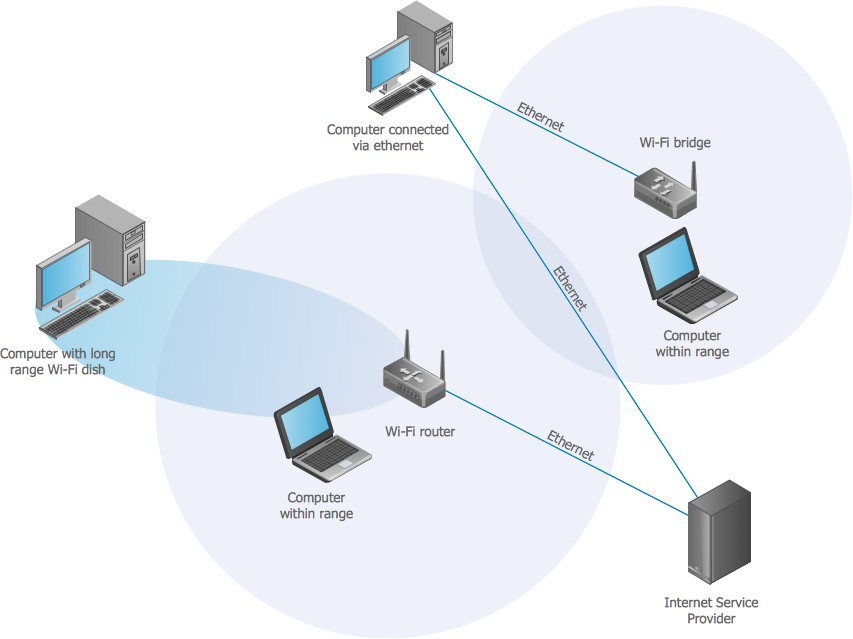 Computer connected
via ethernet
Ethernet
Wi-Fi bridge
Ethernet
Computer
within range
Computer with long
range Wi-Fi dish
Wi-Fi router
Ethernet
Computer
within range
Internet Service
Provider